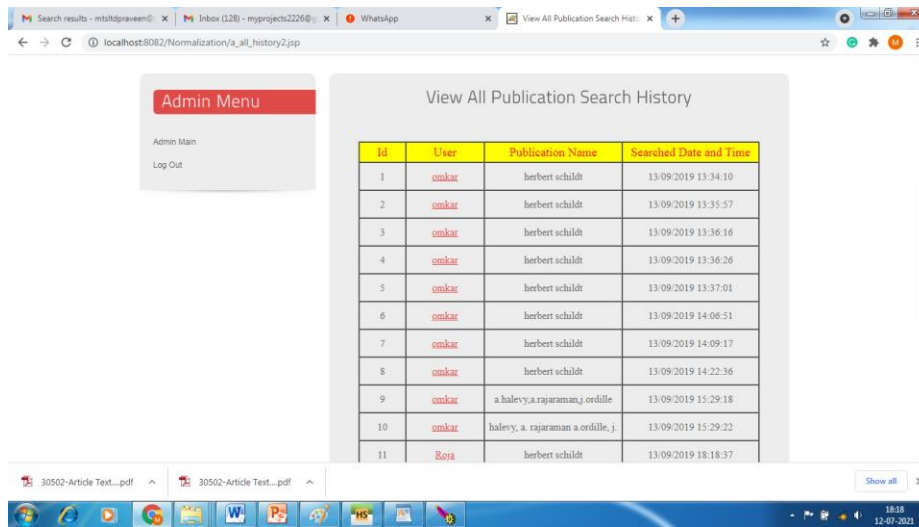 Search results - mtsltdpraveen@
Inbox (128) - myprojects2226@g
WhatsApp
View All Publication Search Histo
localhost:8082/Normalization/a_all_history2.jsp
M
Admin Menu
Admin Main
Log Out
View All Publication Search History
Id User Publication Name Searched Date and Time
1 omkar herbert schildt 13/09/2019 13:34:10
2 omkar herbert schildt 13/09/2019 13:35:57
3 omkar herbert schildt 13/09/2019 13:36:16
4 omkar herbert schildt 13/09/2019 13:36:26
5 omkar herbert schildt 13/09/2019 13:37:01
6 omkar herbert schildt 13/09/2019 14:06:51
7 omkar herbert schildt 13/09/2019 14:09:17
8 omkar herbert schildt 13/09/2019 14:22:36
9 omkar a.halevy,a.rajaraman,j.ordille 13/09/2019 15:29:18
10 omkar halevy, a. rajaraman a.ordille, j. 13/09/2019 15:29:22
11 Roja herbert schildt 13/09/2019 18:18:37
30502-Article Text....pdf
30502-Article Text....pdf
Show all
HS
18:18
12-07-2021